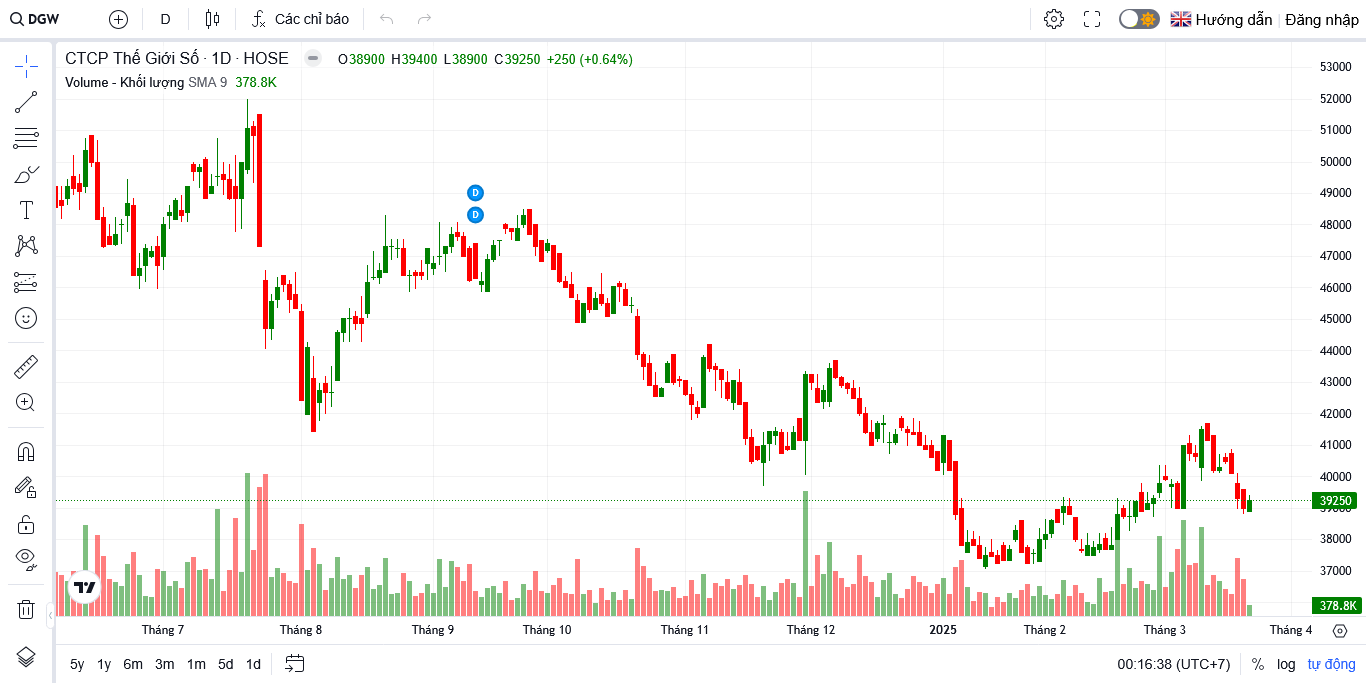 DGW D Các chỉ báo Hướng dẫn Đăng nhập
CTCP Thế Giới Số · 1D · HOSE O38900 H39400 L38900 C39250 +250 (+0.64%)
Volume - Khối lượng SMA 9 378.8K
53000
52000
51000
50000
49000
D
D
48000
47000
46000
45000
44000
43000
42000
41000
40000
39250
39000
38000
37000
378.8K
Tháng 7 Tháng 8 Tháng 9 Tháng 10 Tháng 11 Tháng 12 2025 Tháng 2 Tháng 3 Tháng 4
5y 1y 6m 3m 1m 5d 1d 00:16:38 (UTC+7) % log tự động